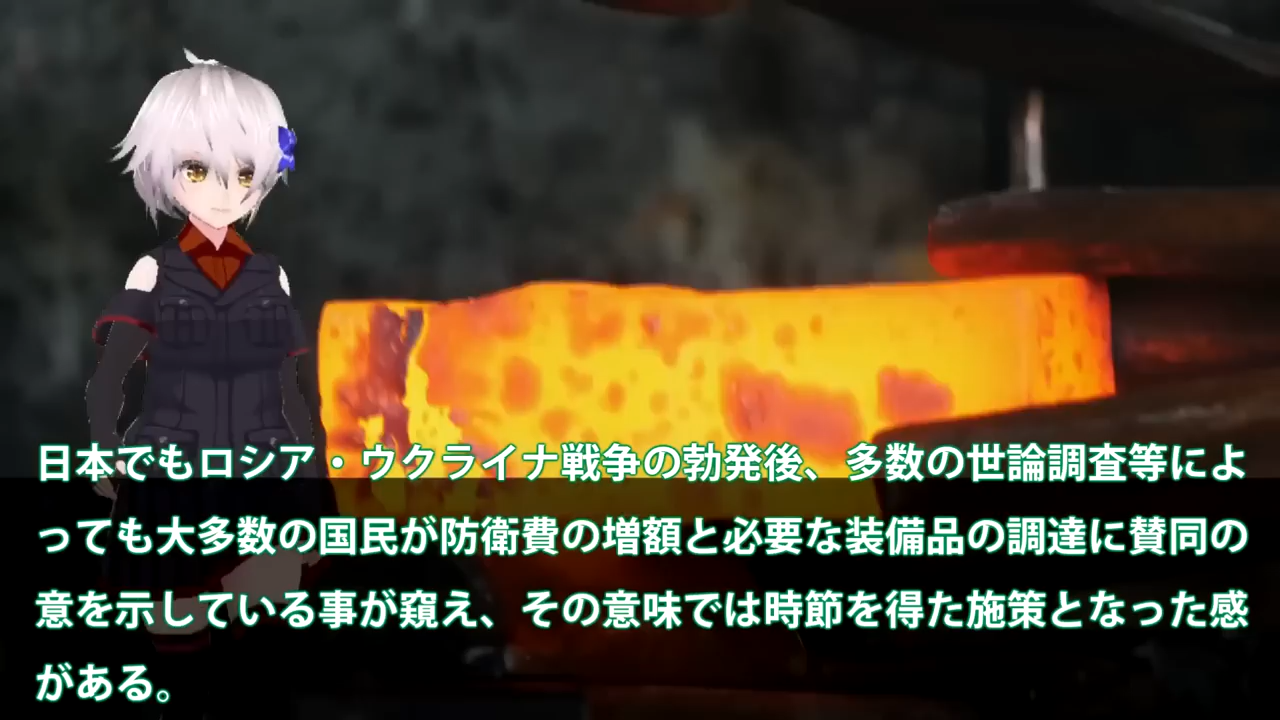 日本でもロシア・ウクライナ戦争の勃発後、多数の世論調査等によ
っても大多数の国民が防衛費の増額と必要な装備品の調達に賛同の
意を示している事が窺え、その意味では時節を得た施策となった感
がある。